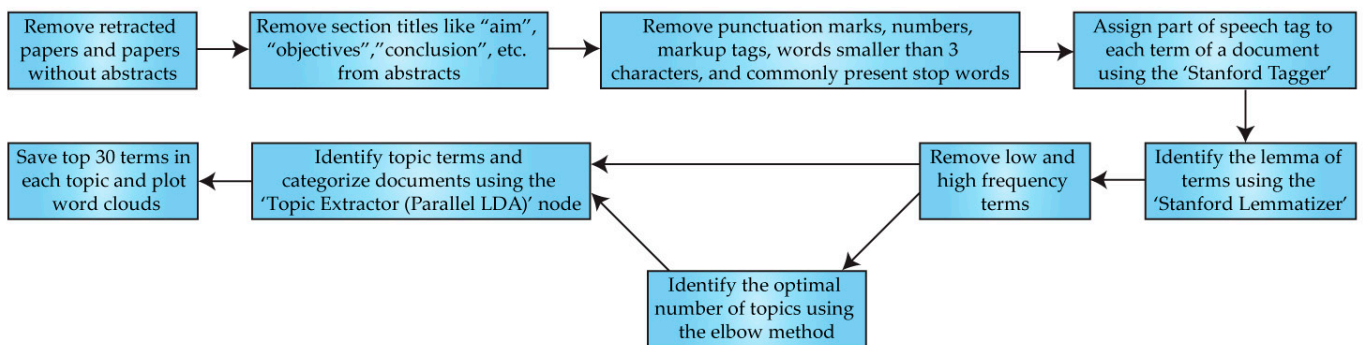 Remove retracted
papers and papers
without abstracts
Remove section titles like “aim”,
“objectives”,”conclusion”, etc.
from abstracts
Remove punctuation marks, numbers,
markup tags, words smaller than 3
characters, and commonly present stop words
Assign part of speech tag to
each term of a document
using the ‘Stanford Tagger’
Identify the lemma of
terms using the
‘Stanford Lemmatizer’
Remove low and
high frequency
terms
Identify the optimal
number of topics using
the elbow method
Identify topic terms and
categorize documents using the
‘Topic Extractor (Parallel LDA)’ node
Save top 30 terms in
each topic and plot
word clouds